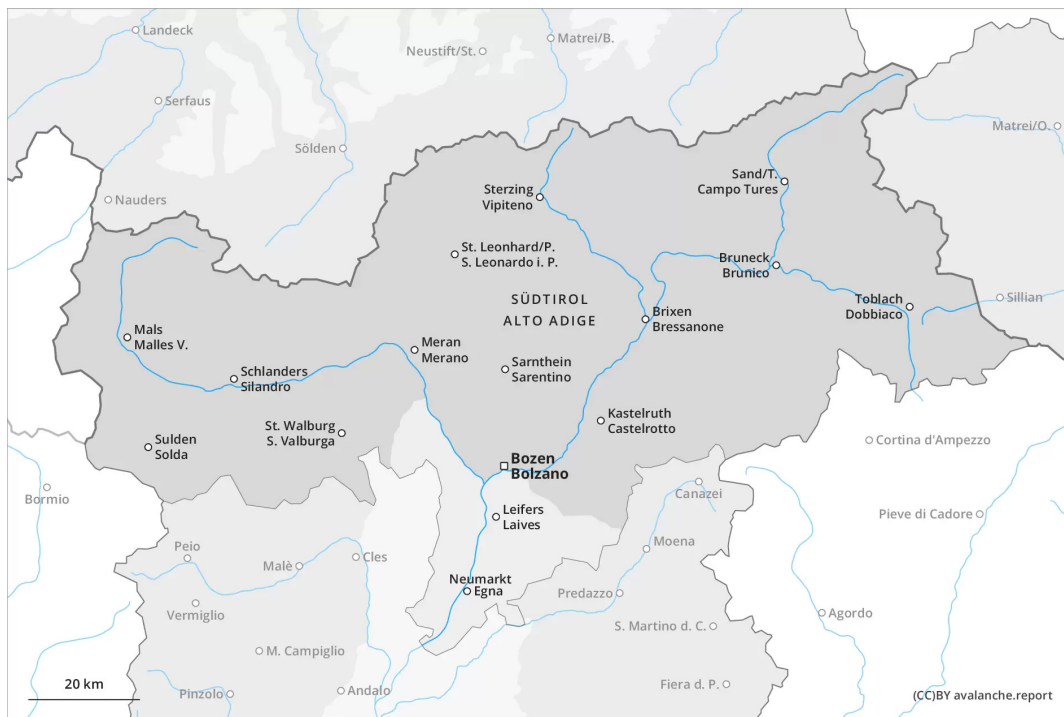 Landeck
Neustift/St.
Matrei/B.
Serfaus
Matrei/O.
Sölden
Nauders
Sand/T.
Campo Tures
Sterzing
Vipiteno
St. Leonhard/P.
S. Leonardo i. P.
Bruneck
Brunico
SÜDTIROL
ALTO ADIGE
Toblach
Dobbiaco
Sillian
Brixen
Bressanone
Mals
Malles V.
Meran
Merano
Sarnthein
Sarentino
Schlanders
Silandro
Kastelruth
Castelrotto
St. Walburg
S. Valburga
Sulden
Solda
Cortina d'Ampezzo
Bozen
Bolzano
Bormio
Canazei
Leifers
Laives
Pieve di Cadore
Moena
Peio
Malè
Cles
Neumarkt
Egna
Predazzo
Vermiglio
Agordo
S. Martino d. C.
M. Campiglio
Fiera d. P.
20 km
Pinzolo
Andalo
(CC)BY avalanche.report